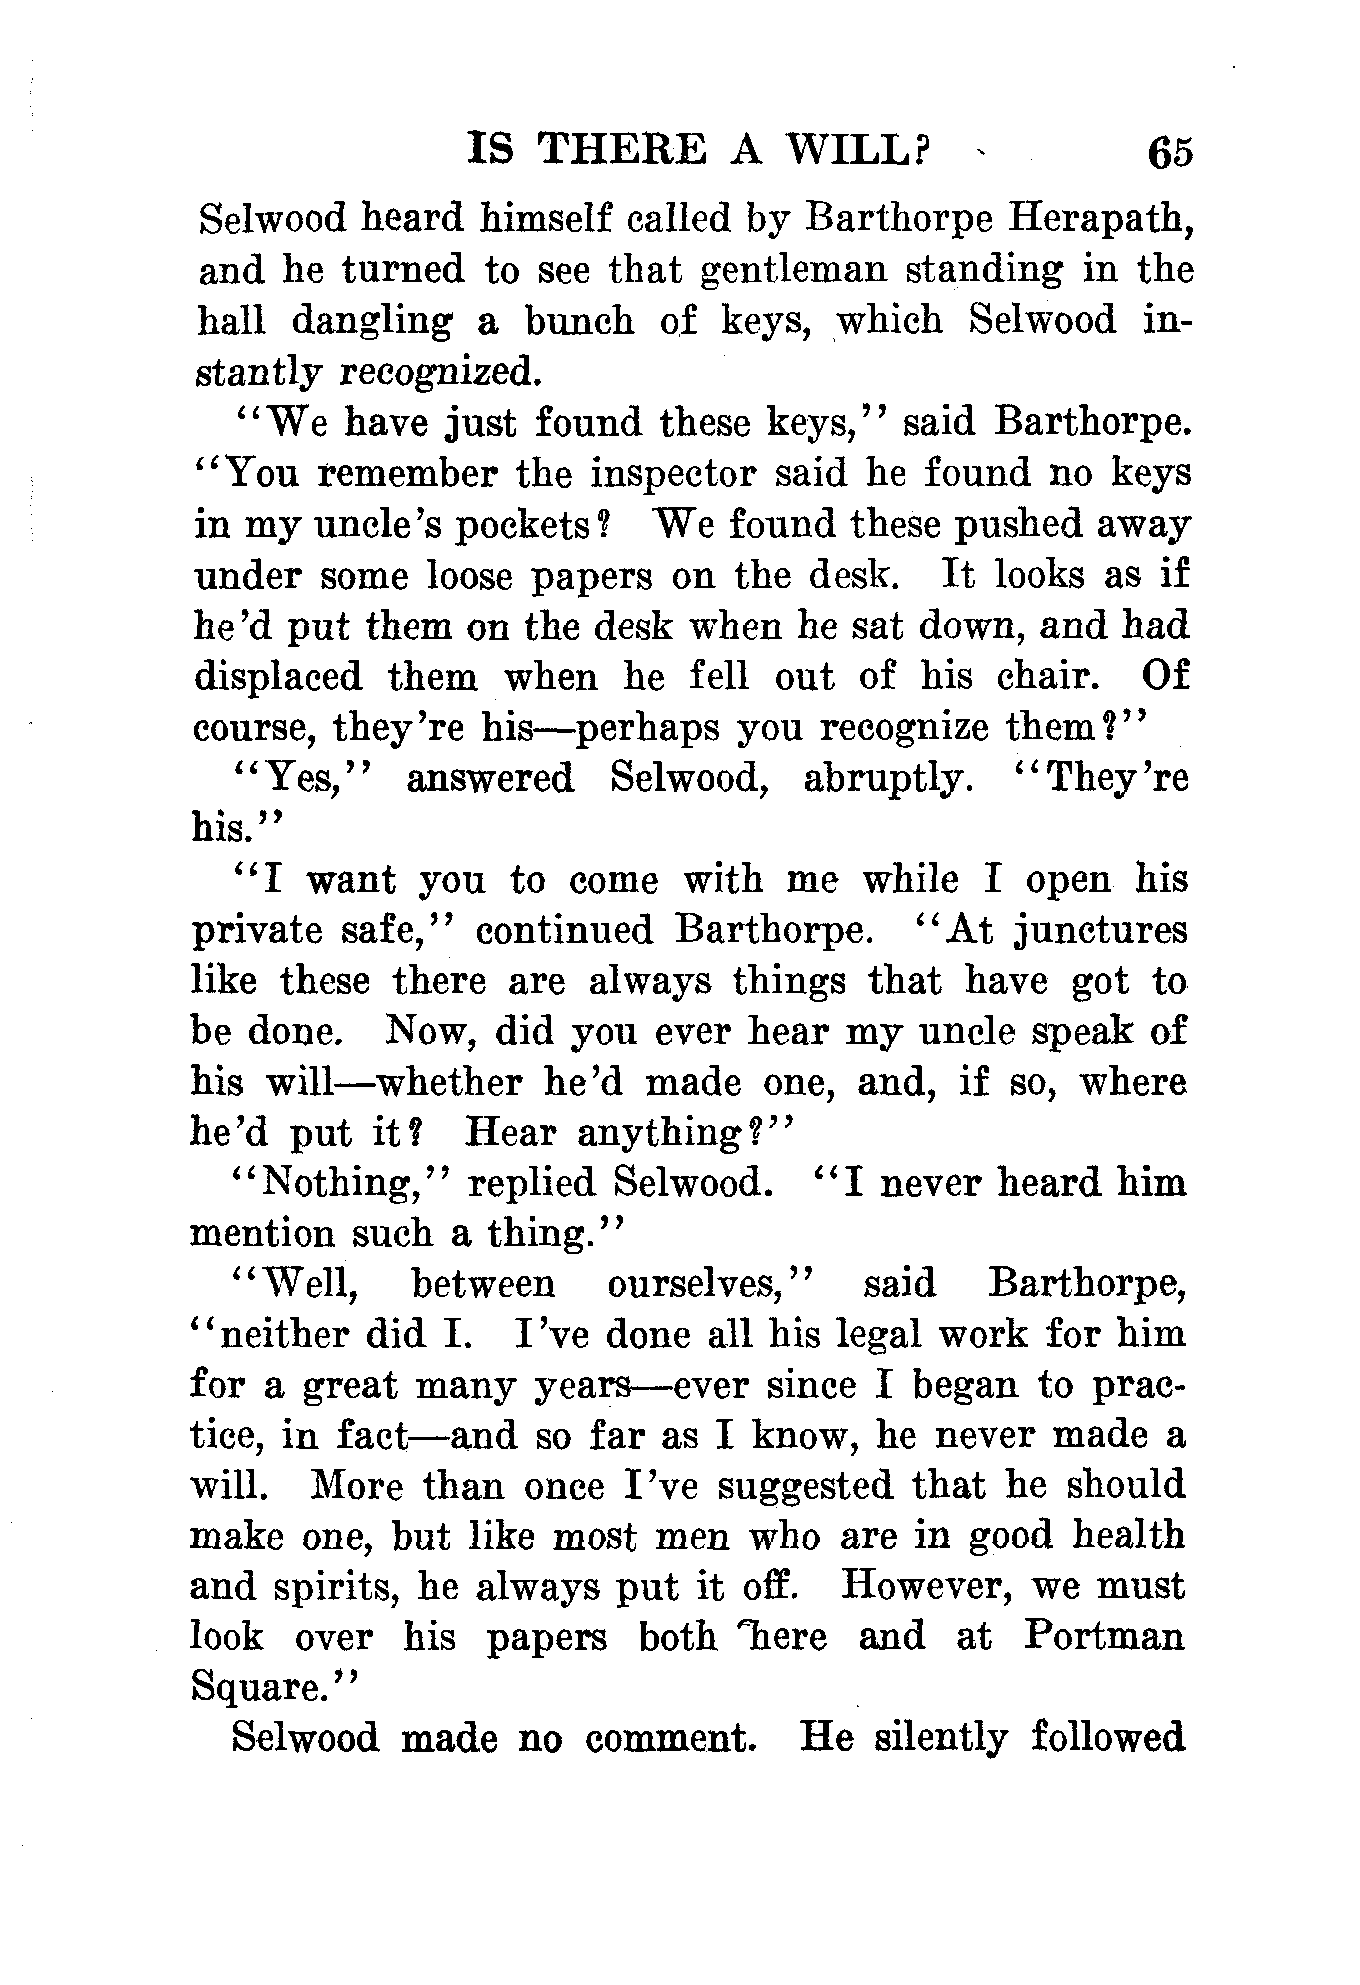 IS THERE A WILL? 65
Selwood heard himself called by Barthorpe Herapath,
and he turned to see that gentleman standing in the
hall dangling a bunch of keys, which Selwood in-
stantly recognized.
"We have just found these keys," said Barthorpe.
"You remember the inspector said he found no keys
in my uncle's pockets? We found these pushed away
under some loose papers on the desk. It looks as if
he'd put them on the desk when he sat down, and had
displaced them when he fell out of his chair. Of
course, they're his—perhaps you recognize them?"
"Yes," answered Selwood, abruptly. "They're
his."
"I want you to come with me while I open his
private safe," continued Barthorpe. "At junctures
like these there are always things that have got to
be done. Now, did you ever hear my uncle speak of
his will—whether he'd made one, and, if so, where
he'd put it? Hear anything?"
"Nothing," replied Selwood. "I never heard him
mention such a thing."
"Well, between ourselves," said Barthorpe,
"neither did I. I've done all his legal work for him
for a great many years—ever since I began to prac-
tice, in fact—and so far as I know, he never made a
will. More than once I've suggested that he should
make one, but like most men who are in good health
and spirits, he always put it off. However, we must
look over his papers both here and at Portman
Square."
Selwood made no comment. He silently followed